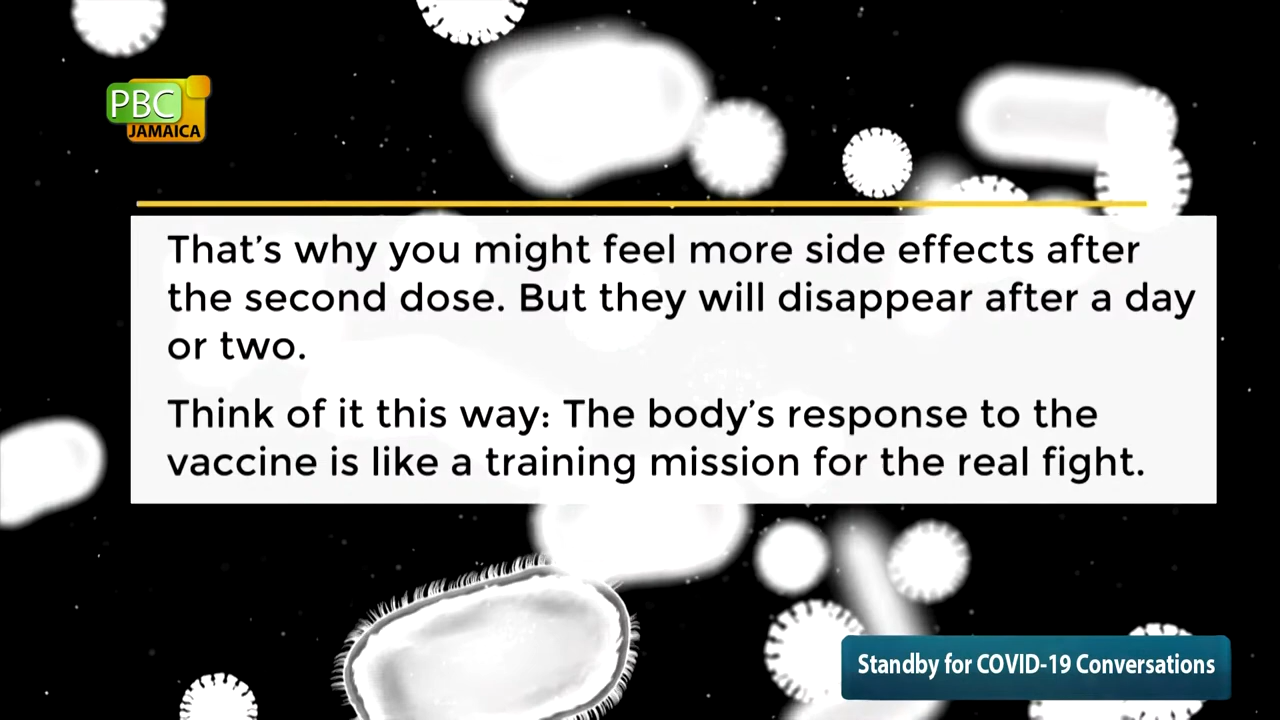 PBC
JAMAICA
That's why you might feel more side effects after
the second dose. But they will disappear after a day
or two.
Think of it this way: The body's response to the
vaccine is like a training mission for the real fight.
Standby for COVID-19 Conversations